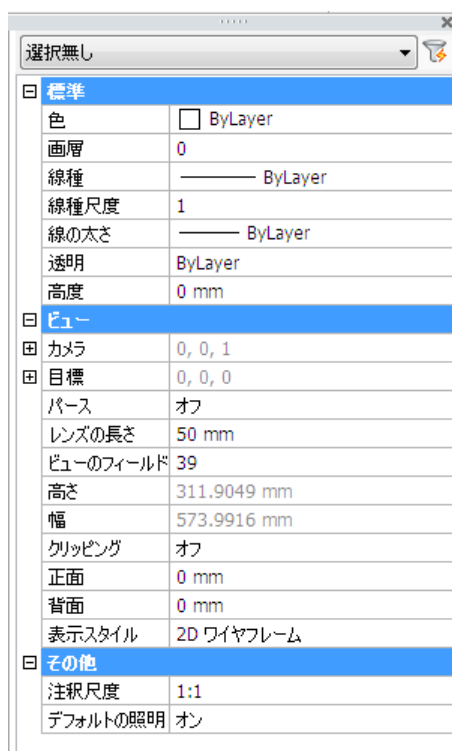 選択無し
標準
色 ByLayer
画層 0
線種 ByLayer
線種尺度 1
線の太さ ByLayer
透明 ByLayer
高度 0 mm
ビュー
カメラ 0, 0, 1
目標 0, 0, 0
パース オフ
レンズの長さ 50 mm
ビューのフィールド 39
高さ 311.9049 mm
幅 573.9916 mm
クリッピング オフ
正面 0 mm
背面 0 mm
表示スタイル 2D ワイヤフレーム
その他
注釈尺度 1:1
デフォルトの照明 オン